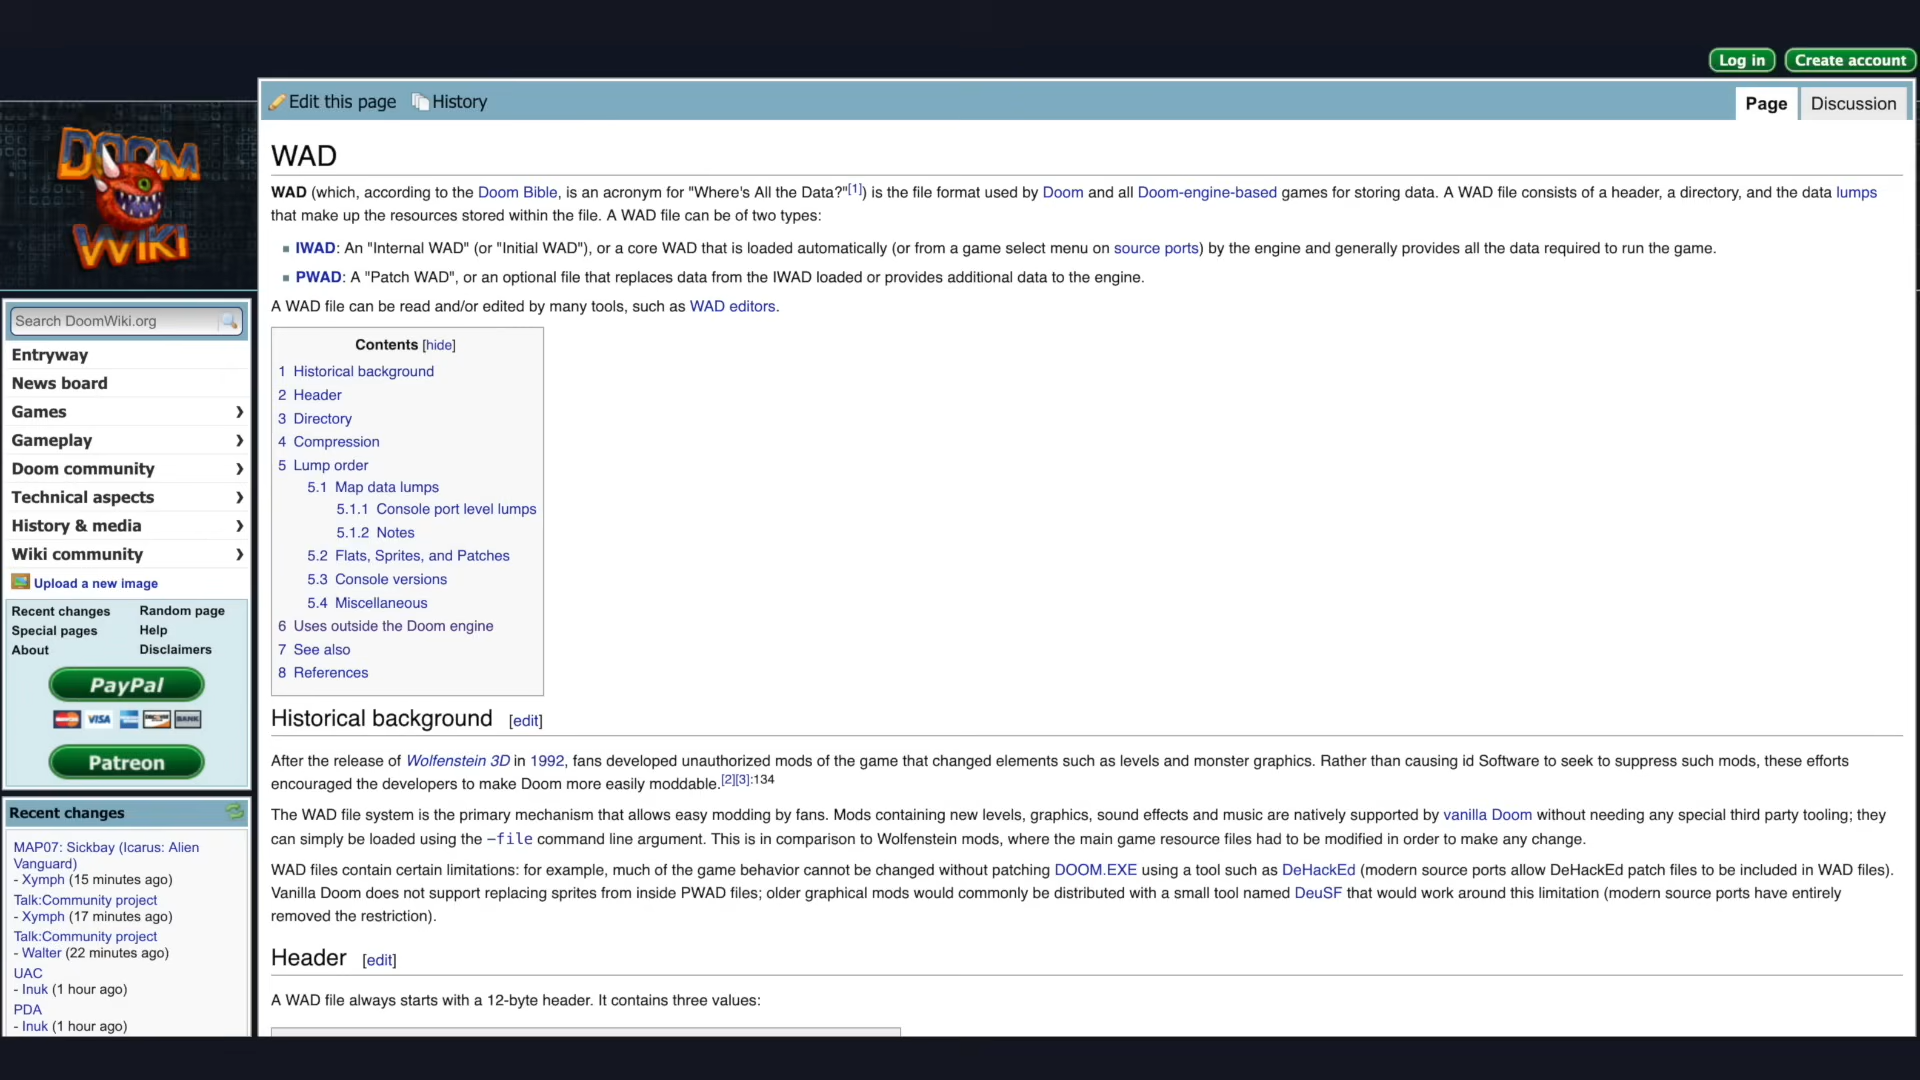 Log in Create account
Edit this page History Page Discussion
DOOM
WIKI
WAD
WAD (which, according to the Doom Bible, is an acronym for "Where's All the Data?"[1]) is the file format used by Doom and all Doom-engine-based games for storing data. A WAD file consists of a header, a directory, and the data lumps
that make up the resources stored within the file. A WAD file can be of two types:
IWAD: An "Internal WAD" (or "Initial WAD"), or a core WAD that is loaded automatically (or from a game select menu on source ports) by the engine and generally provides all the data required to run the game.
PWAD: A "Patch WAD", or an optional file that replaces data from the IWAD loaded or provides additional data to the engine.
A WAD file can be read and/or edited by many tools, such as WAD editors.
Contents [hide]
1 Historical background
2 Header
3 Directory
4 Compression
5 Lump order
5.1 Map data lumps
5.1.1 Console port level lumps
5.1.2 Notes
5.2 Flats, Sprites, and Patches
5.3 Console versions
5.4 Miscellaneous
6 Uses outside the Doom engine
7 See also
8 References
Historical background [edit]
After the release of Wolfenstein 3D in 1992, fans developed unauthorized mods of the game that changed elements such as levels and monster graphics. Rather than causing id Software to seek to suppress such mods, these efforts
encouraged the developers to make Doom more easily moddable.[2][3]:134
The WAD file system is the primary mechanism that allows easy modding by fans. Mods containing new levels, graphics, sound effects and music are natively supported by vanilla Doom without needing any special third party tooling; they
can simply be loaded using the -file command line argument. This is in comparison to Wolfenstein mods, where the main game resource files had to be modified in order to make any change.
WAD files contain certain limitations: for example, much of the game behavior cannot be changed without patching DOOM.EXE using a tool such as DeHackEd (modern source ports allow DeHackEd patch files to be included in WAD files).
Vanilla Doom does not support replacing sprites from inside PWAD files; older graphical mods would commonly be distributed with a small tool named DeuSF that would work around this limitation (modern source ports have entirely
removed the restriction).
Header [edit]
A WAD file always starts with a 12-byte header. It contains three values:
Search DoomWiki.org
Entryway
News board
Games
Gameplay
Doom community
Technical aspects
History & media
Wiki community
Upload a new image
Recent changes Random page
Special pages Help
About Disclaimers
PayPal
VISA
Patreon
Recent changes
MAP07: Sickbay (Icarus: Alien
Vanguard)
- Xymph (15 minutes ago)
Talk:Community project
- Xymph (17 minutes ago)
Talk:Community project
- Walter (22 minutes ago)
UAC
- Inuk (1 hour ago)
PDA
- Inuk (1 hour ago)